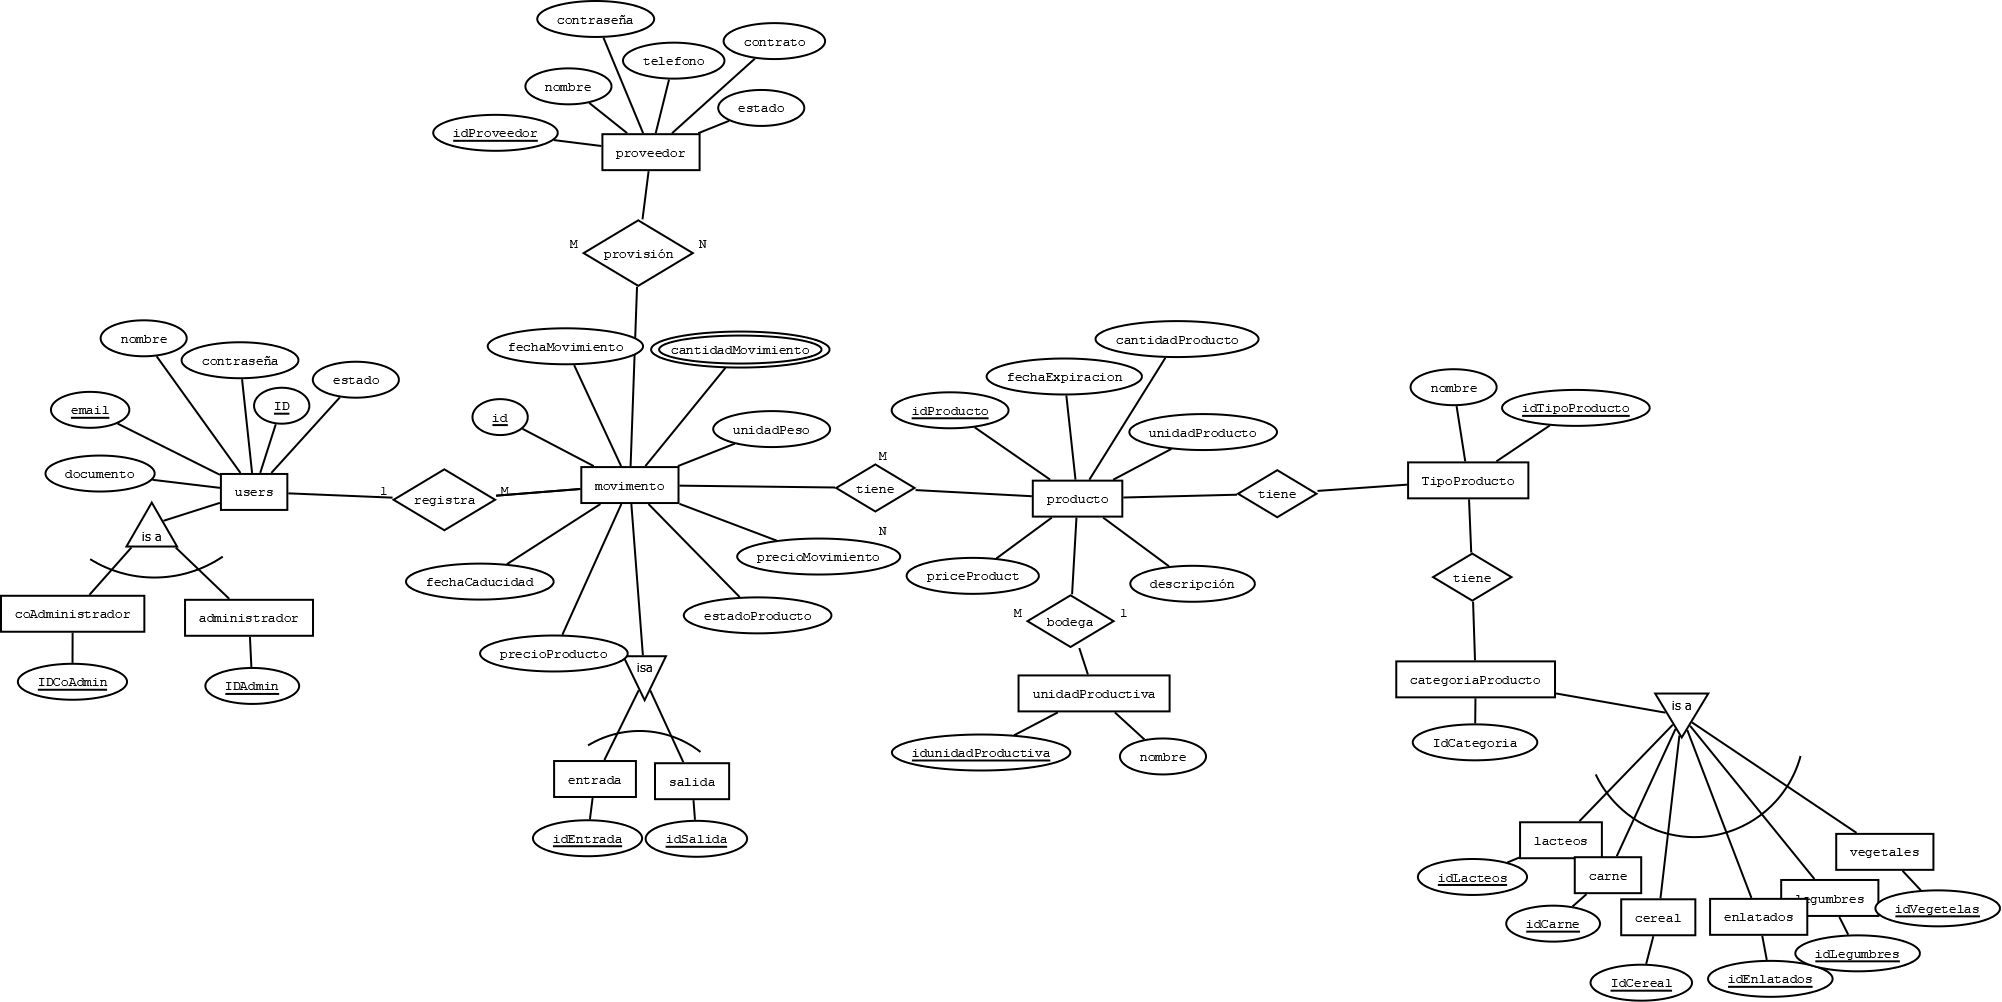 contraseña
contrato
telefono
nombre
estado
idProveedor
proveedor
M
N
provisión
nombre
contraseña
estado
ID
email
documento
users
is a
coAdministrador
administrador
IDCoAdmin
IDAdmin
1
registra
M
fechaMovimiento
cantidadMovimiento
id
unidadPeso
movimento
fechaCaducidad
precioMovimiento
estadoProducto
precioProducto
isa
entrada
salida
idEntrada
idSalida
M
tiene
N
cantidadProducto
fechaExpiracion
idProducto
unidadProducto
producto
priceProduct
descripción
M
bodega
1
unidadProductiva
idunidadProductiva
nombre
tiene
nombre
idTipoProducto
TipoProducto
tiene
categoriaProducto
IdCategoria
is a
lacteos
vegetales
idLacteos
carne
legumbres
idVegetelas
idCarne
cereal
enlatados
idLegumbres
IdCereal
idEnlatados